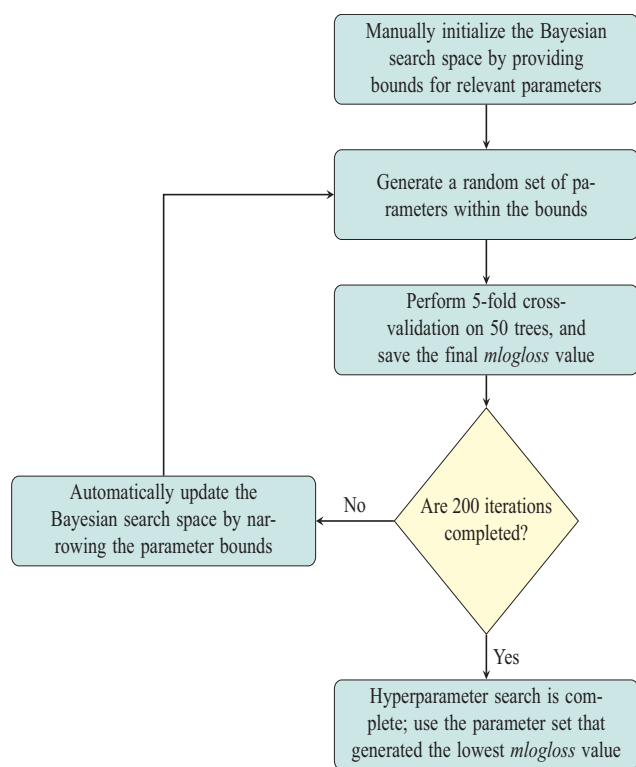 Manually initialize the Bayesian
search space by providing
bounds for relevant parameters
Generate a random set of pa-
rameters within the bounds
Perform 5-fold cross-
validation on 50 trees, and
save the final mlogloss value
Are 200 iterations
completed?
No
Automatically update the
Bayesian search space by nar-
rowing the parameter bounds
Yes
Hyperparameter search is com-
plete; use the parameter set that
generated the lowest mlogloss value